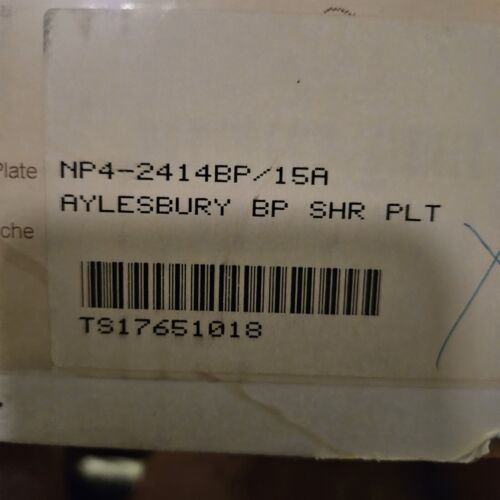 Plate
NP4-2414BP/15A
AYLESBURY BP SHR PLT
che
TS17651018